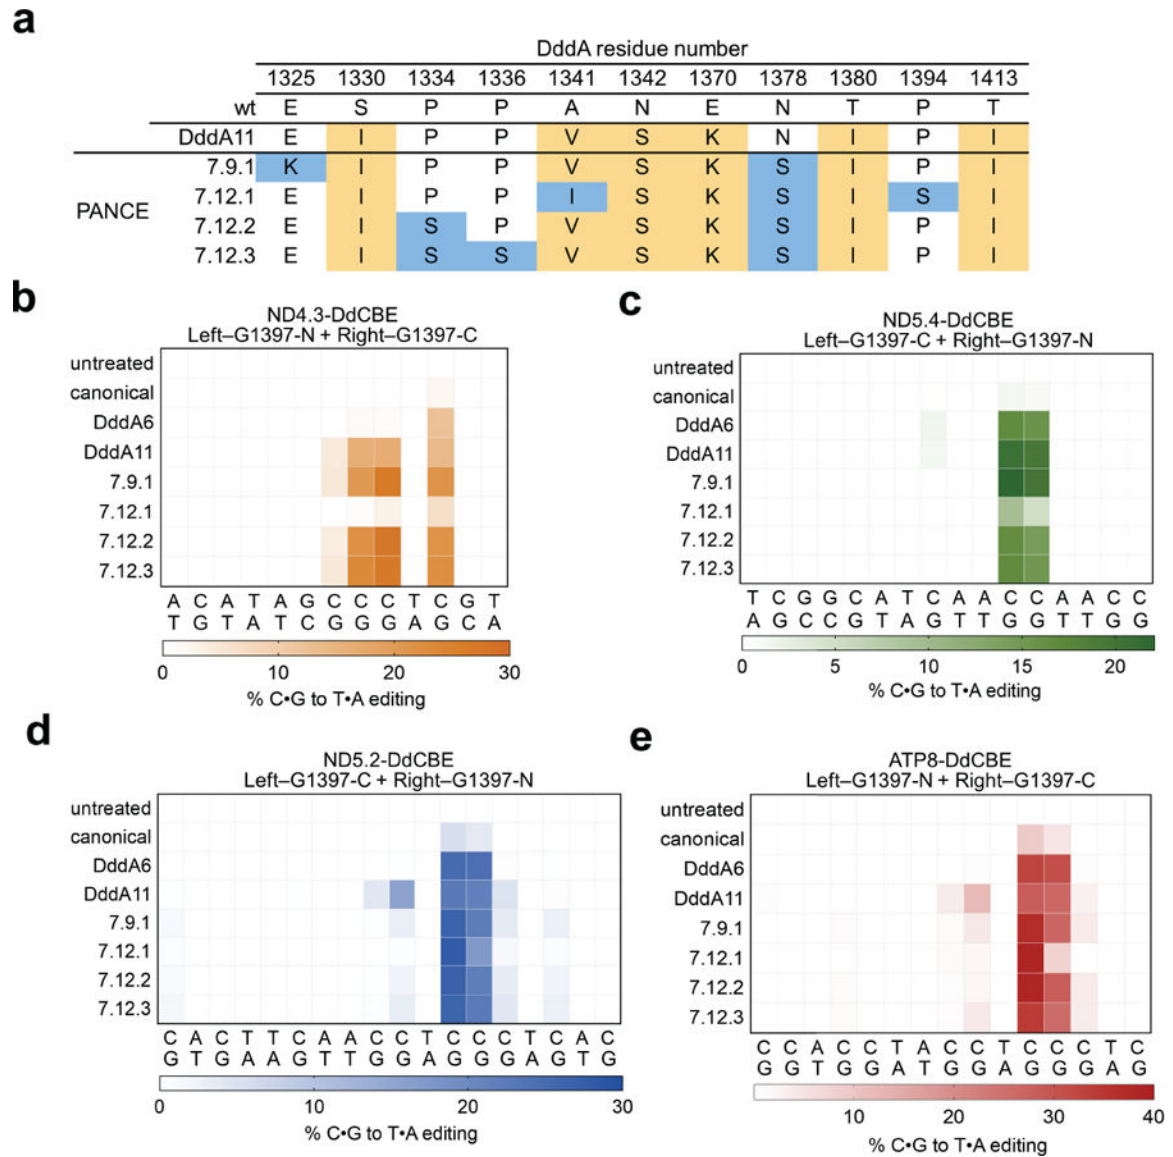 a
DddA residue number
1325 1330 1334 1336 1341 1342 1370 1378 1380 1394 1413
wt E S P P A N E N T P T
DddA11 E I P P V S K N I P I
PANCE
7.9.1 K I P P V S K S I P I
7.12.1 E I P P I S K S I S I
7.12.2 E I S P V S K S I P I
7.12.3 E I S S V S K S I P I
b
ND4.3-DdCBE
Left–G1397-N + Right–G1397-C
untreated
canonical
DddA6
DddA11
7.9.1
7.12.1
7.12.2
7.12.3
A C A T A G C C C T C G T
T G T A T C G G G A G C A
0 10 20 30
% C•G to T•A editing
c
ND5.4-DdCBE
Left–G1397-C + Right–G1397-N
untreated
canonical
DddA6
DddA11
7.9.1
7.12.1
7.12.2
7.12.3
T C G G C A T C A A C C A A C C
A G C C G T A G T T G G T T G G
0 5 10 15 20
% C•G to T•A editing
d
ND5.2-DdCBE
Left–G1397-C + Right–G1397-N
untreated
canonical
DddA6
DddA11
7.9.1
7.12.1
7.12.2
7.12.3
C A C T T C A A C C T C C C T C A C
G T G A A G T T G G A G G G A G T G
0 10 20 30
% C•G to T•A editing
e
ATP8-DdCBE
Left–G1397-N + Right–G1397-C
untreated
canonical
DddA6
DddA11
7.9.1
7.12.1
7.12.2
7.12.3
C C A C C T A C C T C C C T C
G G T G G A T G G A G G G A G
10 20 30 40
% C•G to T•A editing